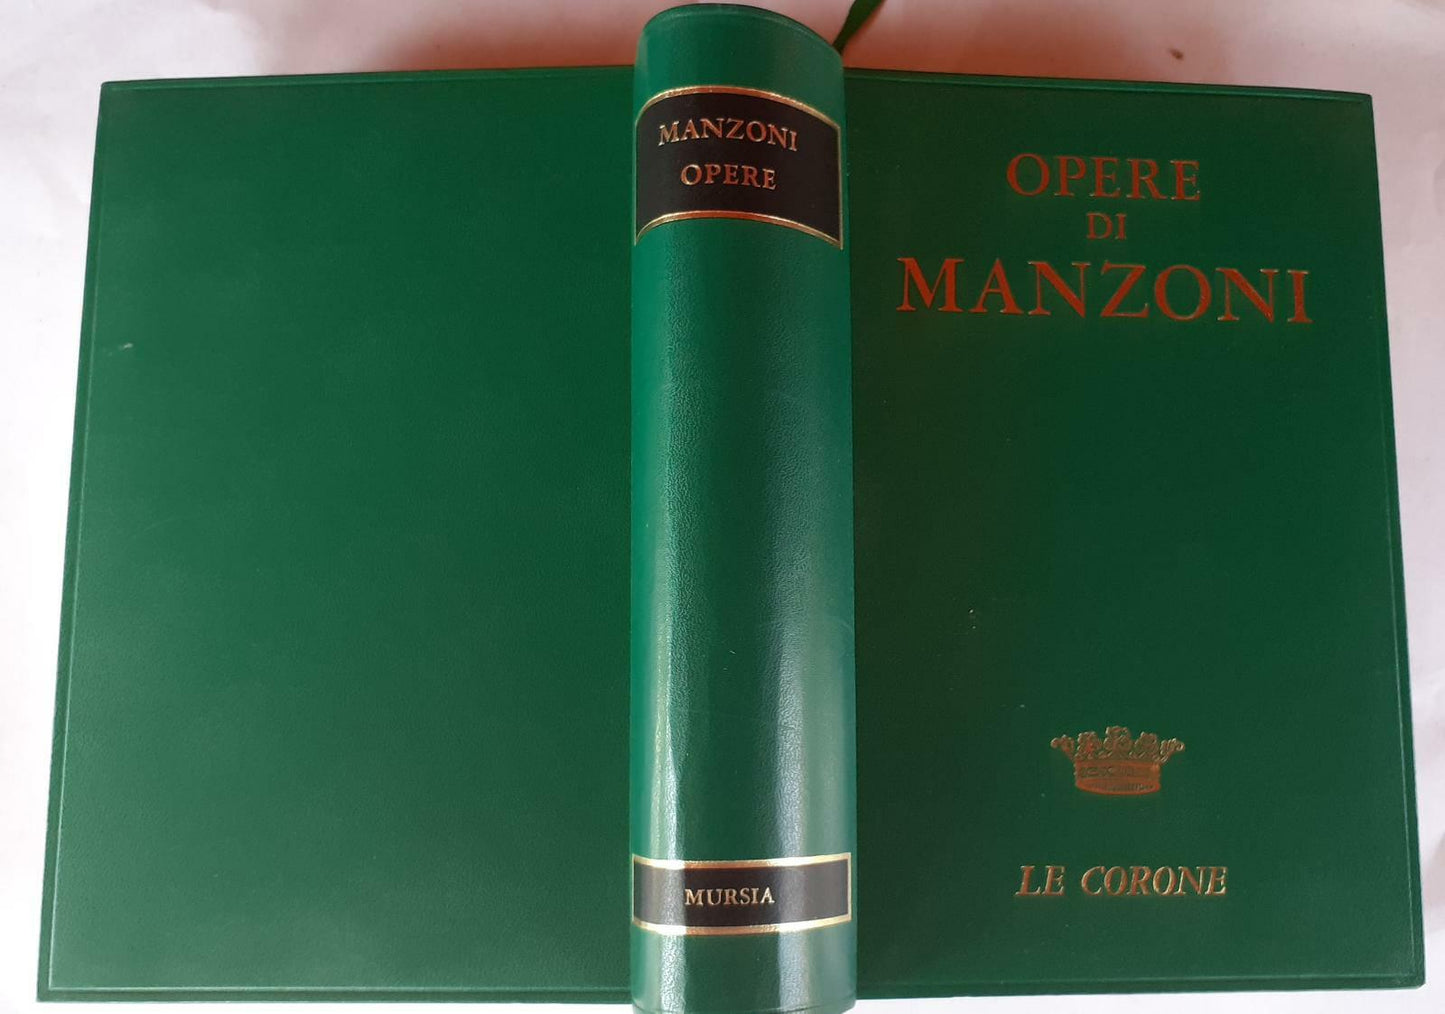 MANZONI
OPERE
MURSIA
OPERE
DI
MANZONI
LE CORONE